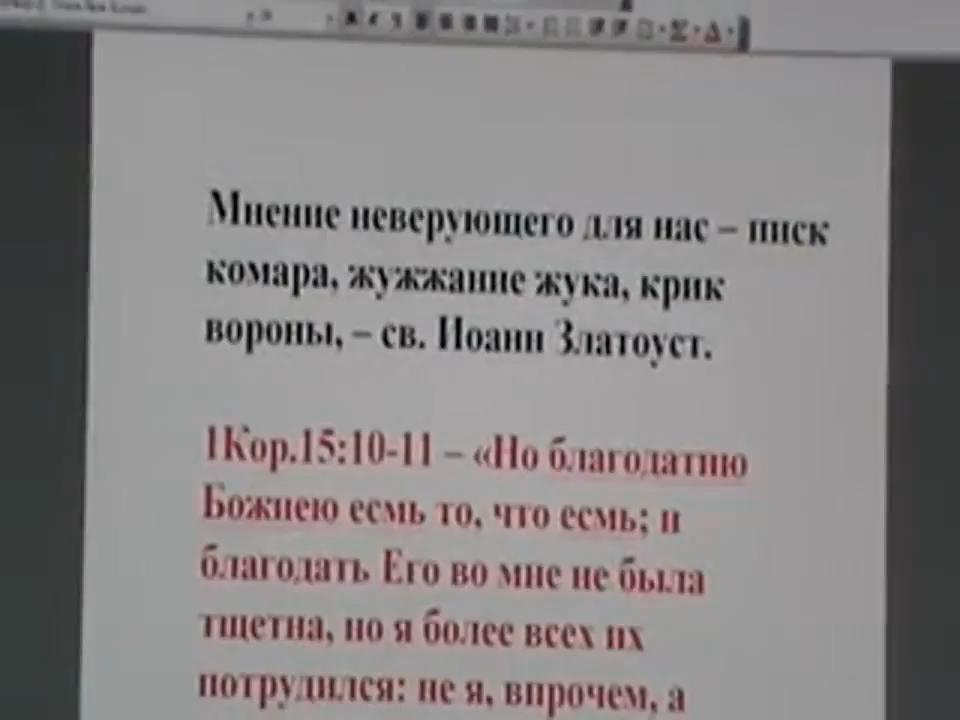 Мнение неверующего для нас – писк
комара, жужжание жука, крик
вороны, – св. Иоанн Златоуст.
1Кор.15:10-11 – «Но благодатию
Божиею есмь то, что есмь; и
благодать Его во мне не была
тщетна, но я более всех их
потрудился: не я, впрочем, а